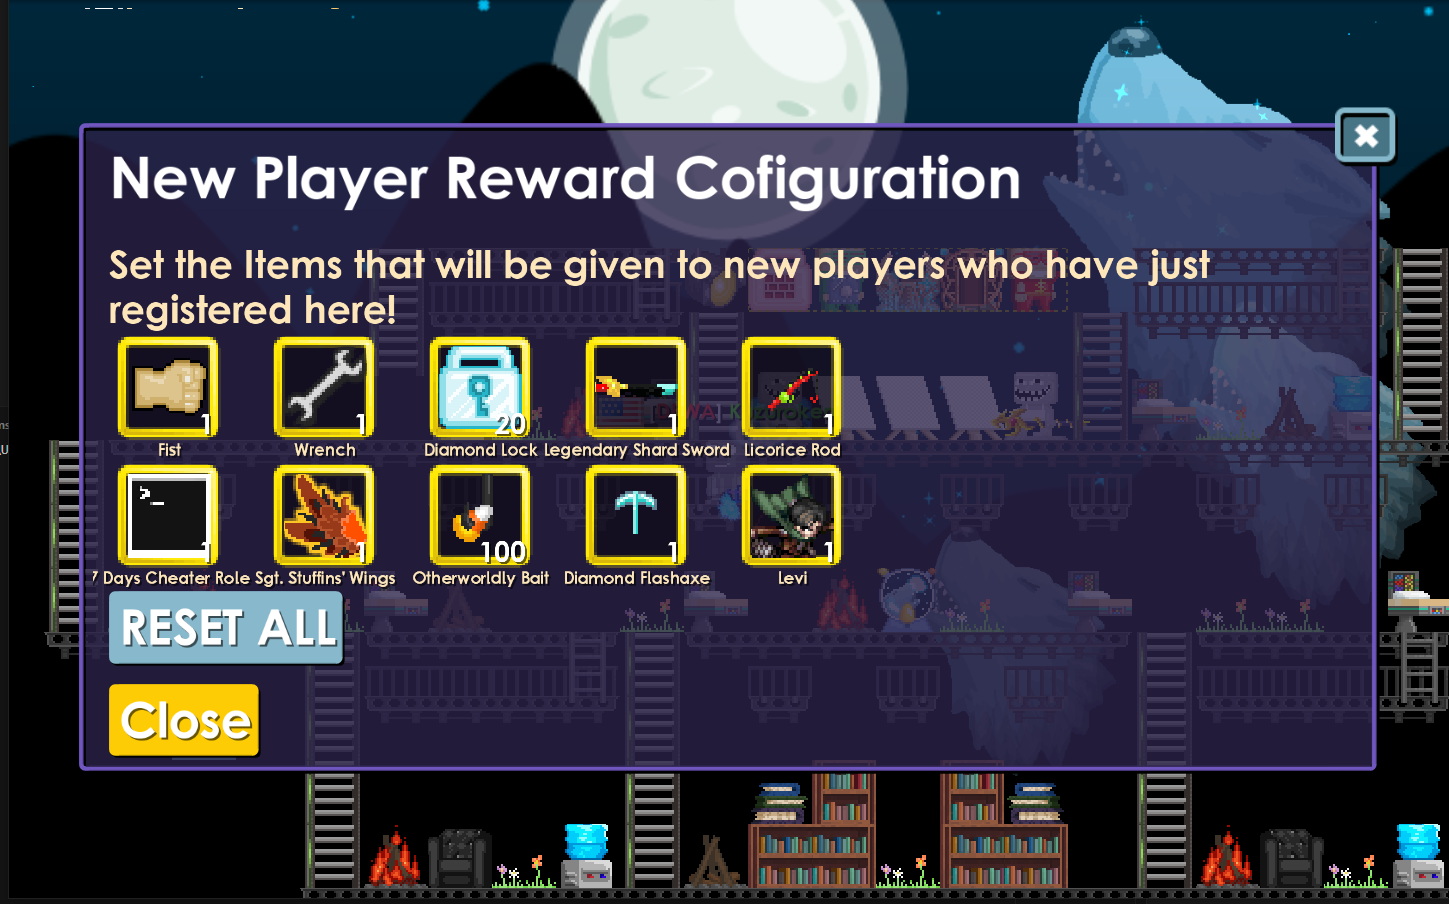 New Player Reward Cofiguration
Set the Items that will be given to new players who have just
registered here!
1 1 20 1 1
Fist Wrench Diamond Lock Legendary Shard Sword Licorice Rod
>_
1 1 100 1 1
7 Days Cheater Role Sgt. Stuffins' Wings Otherworldly Bait Diamond Flashaxe Levi
RESET ALL
Close